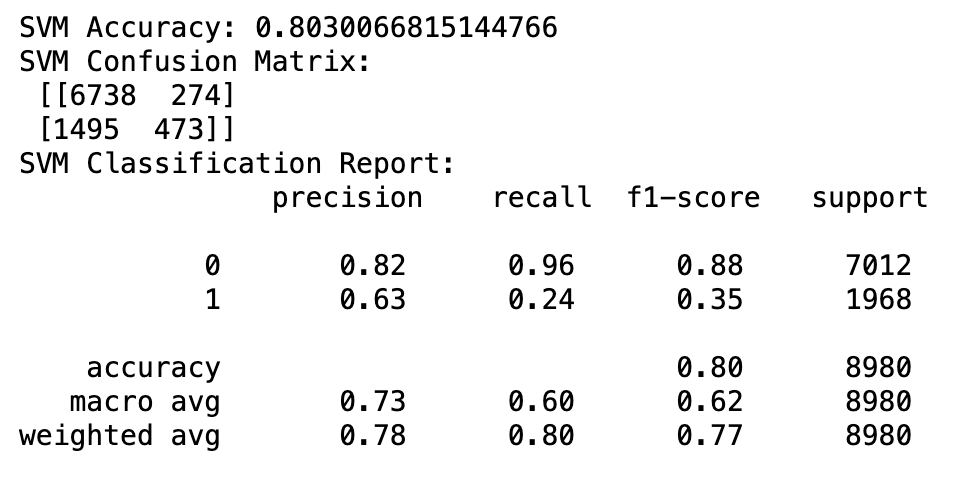 SVM Accuracy: 0.8030066815144766
SVM Confusion Matrix:
[[6738 274]
[1495 473]]
SVM Classification Report:
precision recall f1-score support
0 0.82 0.96 0.88 7012
1 0.63 0.24 0.35 1968
accuracy 0.80 8980
macro avg 0.73 0.60 0.62 8980
weighted avg 0.78 0.80 0.77 8980